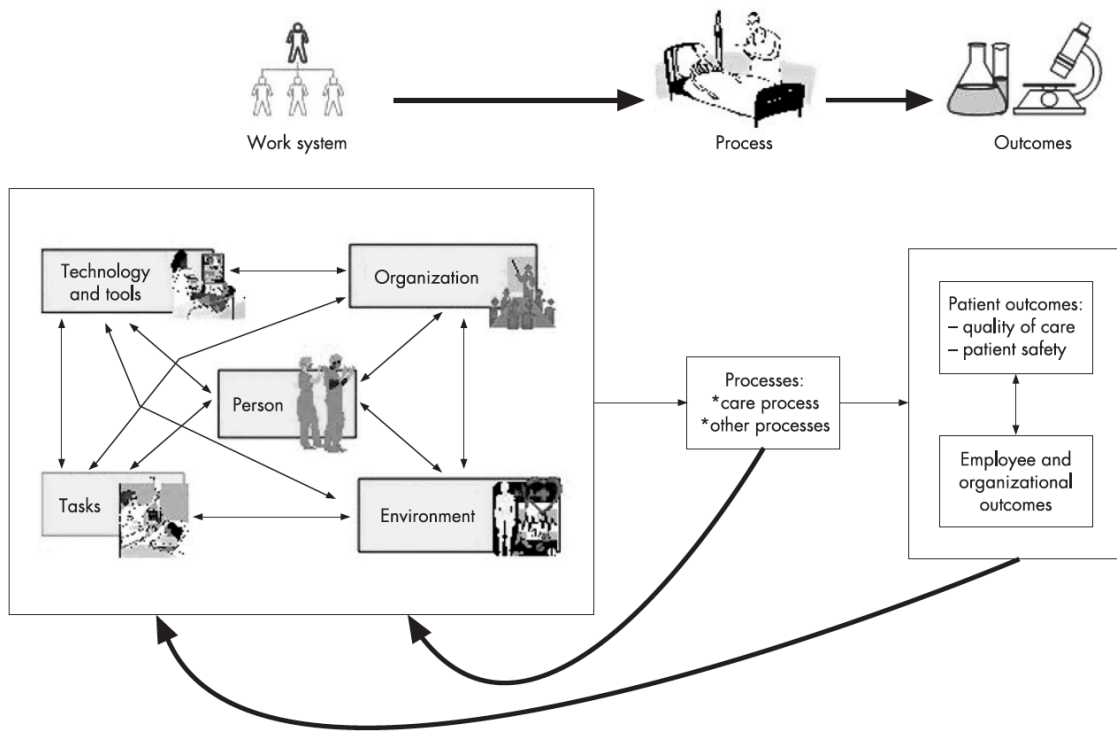 Work system
Process
Outcomes
Technology
and tools
Organization
Person
Tasks
Environment
Processes:
*care process
*other processes
Patient outcomes:
– quality of care
– patient safety
Employee and
organizational
outcomes